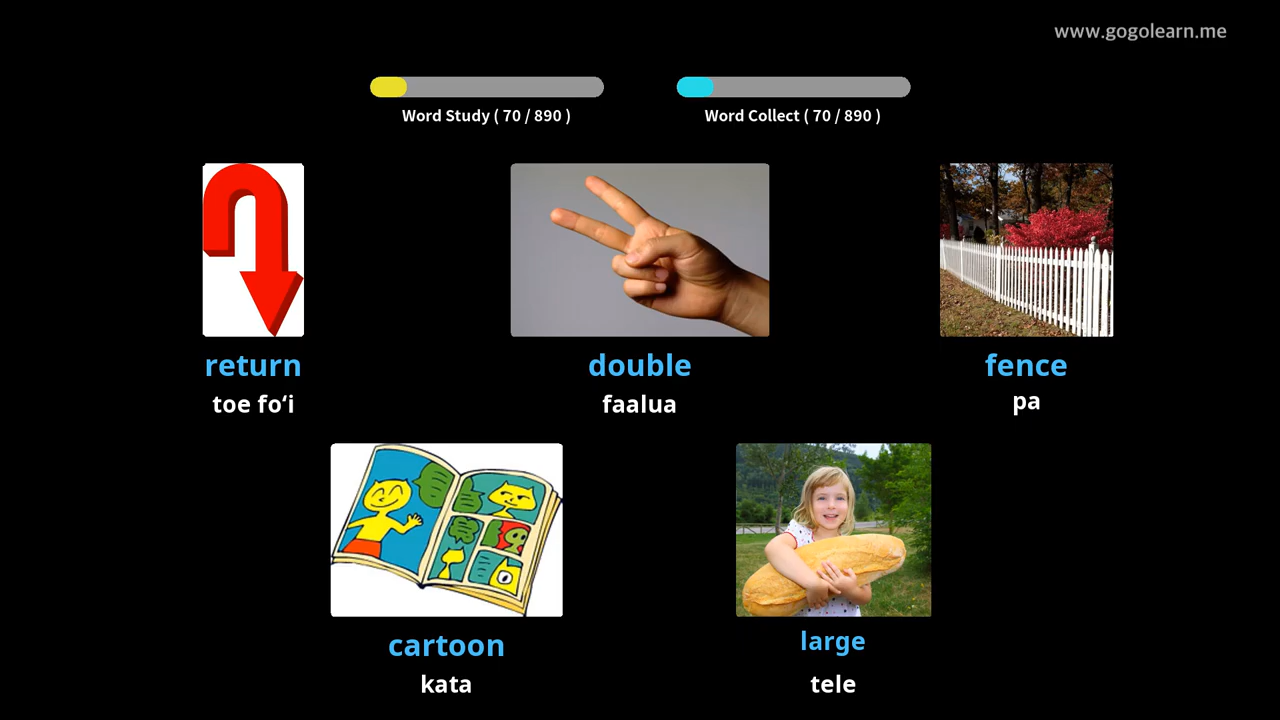 www.gogolearn.me
Word Study ( 70 / 890 )
Word Collect ( 70 / 890 )
return
toe foʻi
double
faalua
fence
pa
cartoon
kata
large
tele